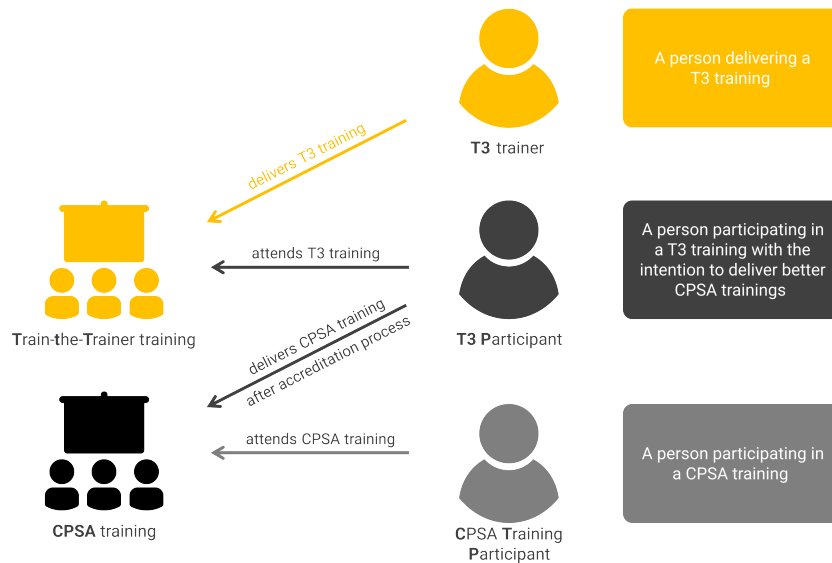 A person delivering a
T3 training
T3 trainer
delivers T3 training
A person participating in
a T3 training with the
intention to deliver better
CPSA trainings
attends T3 training
Train-the-Trainer training
T3 Participant
delivers CPSA training
after accreditation process
attends CPSA training
A person participating in
a CPSA training
CPSA training
CPSA Training
Participant